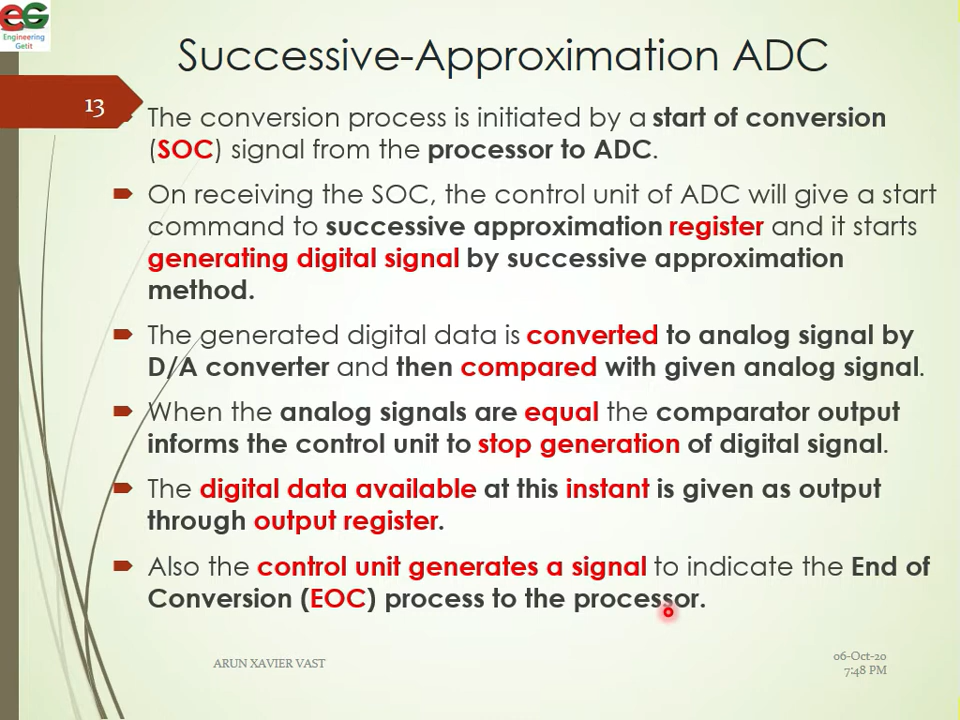 EG
Engineering
Getit
Successive-Approximation ADC
13
The conversion process is initiated by a start of conversion
(SOC) signal from the processor to ADC.
On receiving the SOC, the control unit of ADC will give a start
command to successive approximation register and it starts
generating digital signal by successive approximation
method.
The generated digital data is converted to analog signal by
D/A converter and then compared with given analog signal.
When the analog signals are equal the comparator output
informs the control unit to stop generation of digital signal.
The digital data available at this instant is given as output
through output register.
Also the control unit generates a signal to indicate the End of
Conversion (EOC) process to the processor.
ARUN XAVIER VAST
06-Oct-20
7:48 PM